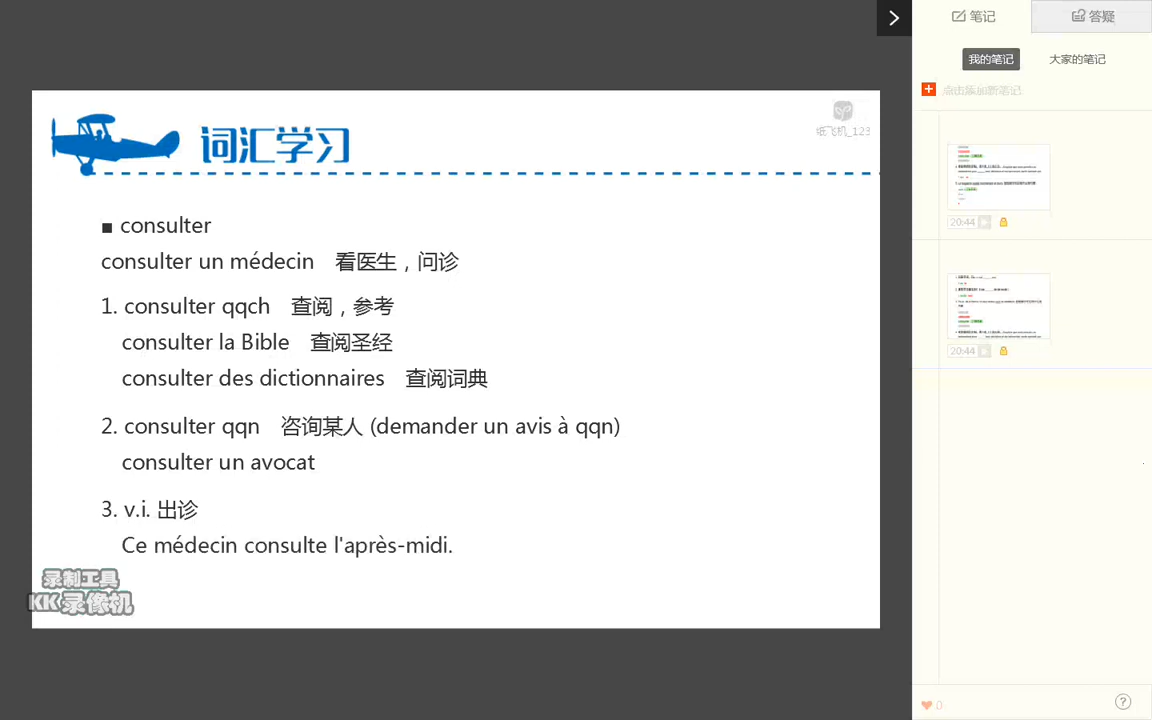 笔记
答疑
我的笔记
大家的笔记
点击添加新笔记
词汇学习
纸飞机_123
■ consulter
consulter un médecin 看医生，问诊
1. consulter qqch 查阅，参考
consulter la Bible 查阅圣经
consulter des dictionnaires 查阅词典
2. consulter qqn 咨询某人 (demander un avis à qqn)
consulter un avocat
3. v.i. 出诊
Ce médecin consulte l'après-midi.
录制工具
KK录像机
20:44
20:44
0